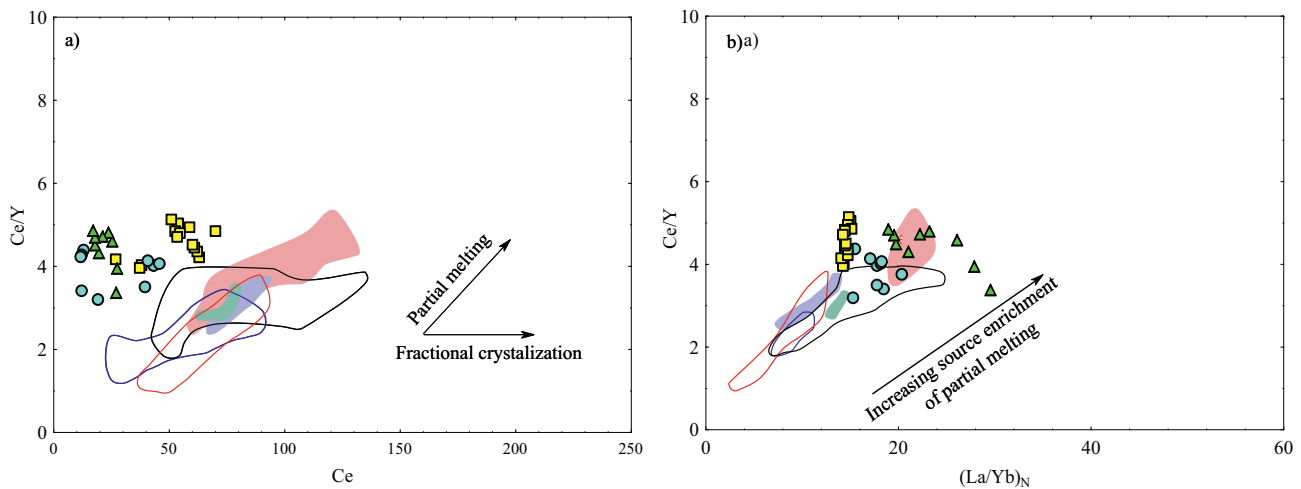 a)
10
8
6
4
2
0
Ce/Y
0
50
100
150
200
250
Ce
Partial melting
Fractional crystalization
b)a)
10
8
6
4
2
0
Ce/Y
0
20
40
60
(La/Yb)N
Increasing source enrichment
of partial melting